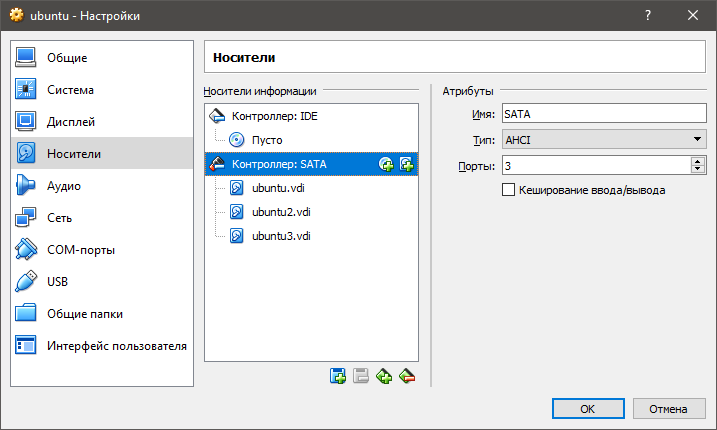 ubuntu - Настройки
?
Общие
Система
Дисплей
Носители
Аудио
Сеть
COM-порты
USB
Общие папки
Интерфейс пользователя
Носители
Носители информации
Контроллер: IDE
Пусто
Контроллер: SATA
ubuntu.vdi
ubuntu2.vdi
ubuntu3.vdi
Атрибуты
Имя: SATA
Тип: AHCI
Порты: 3
Кеширование ввода/вывода
OK
Отмена